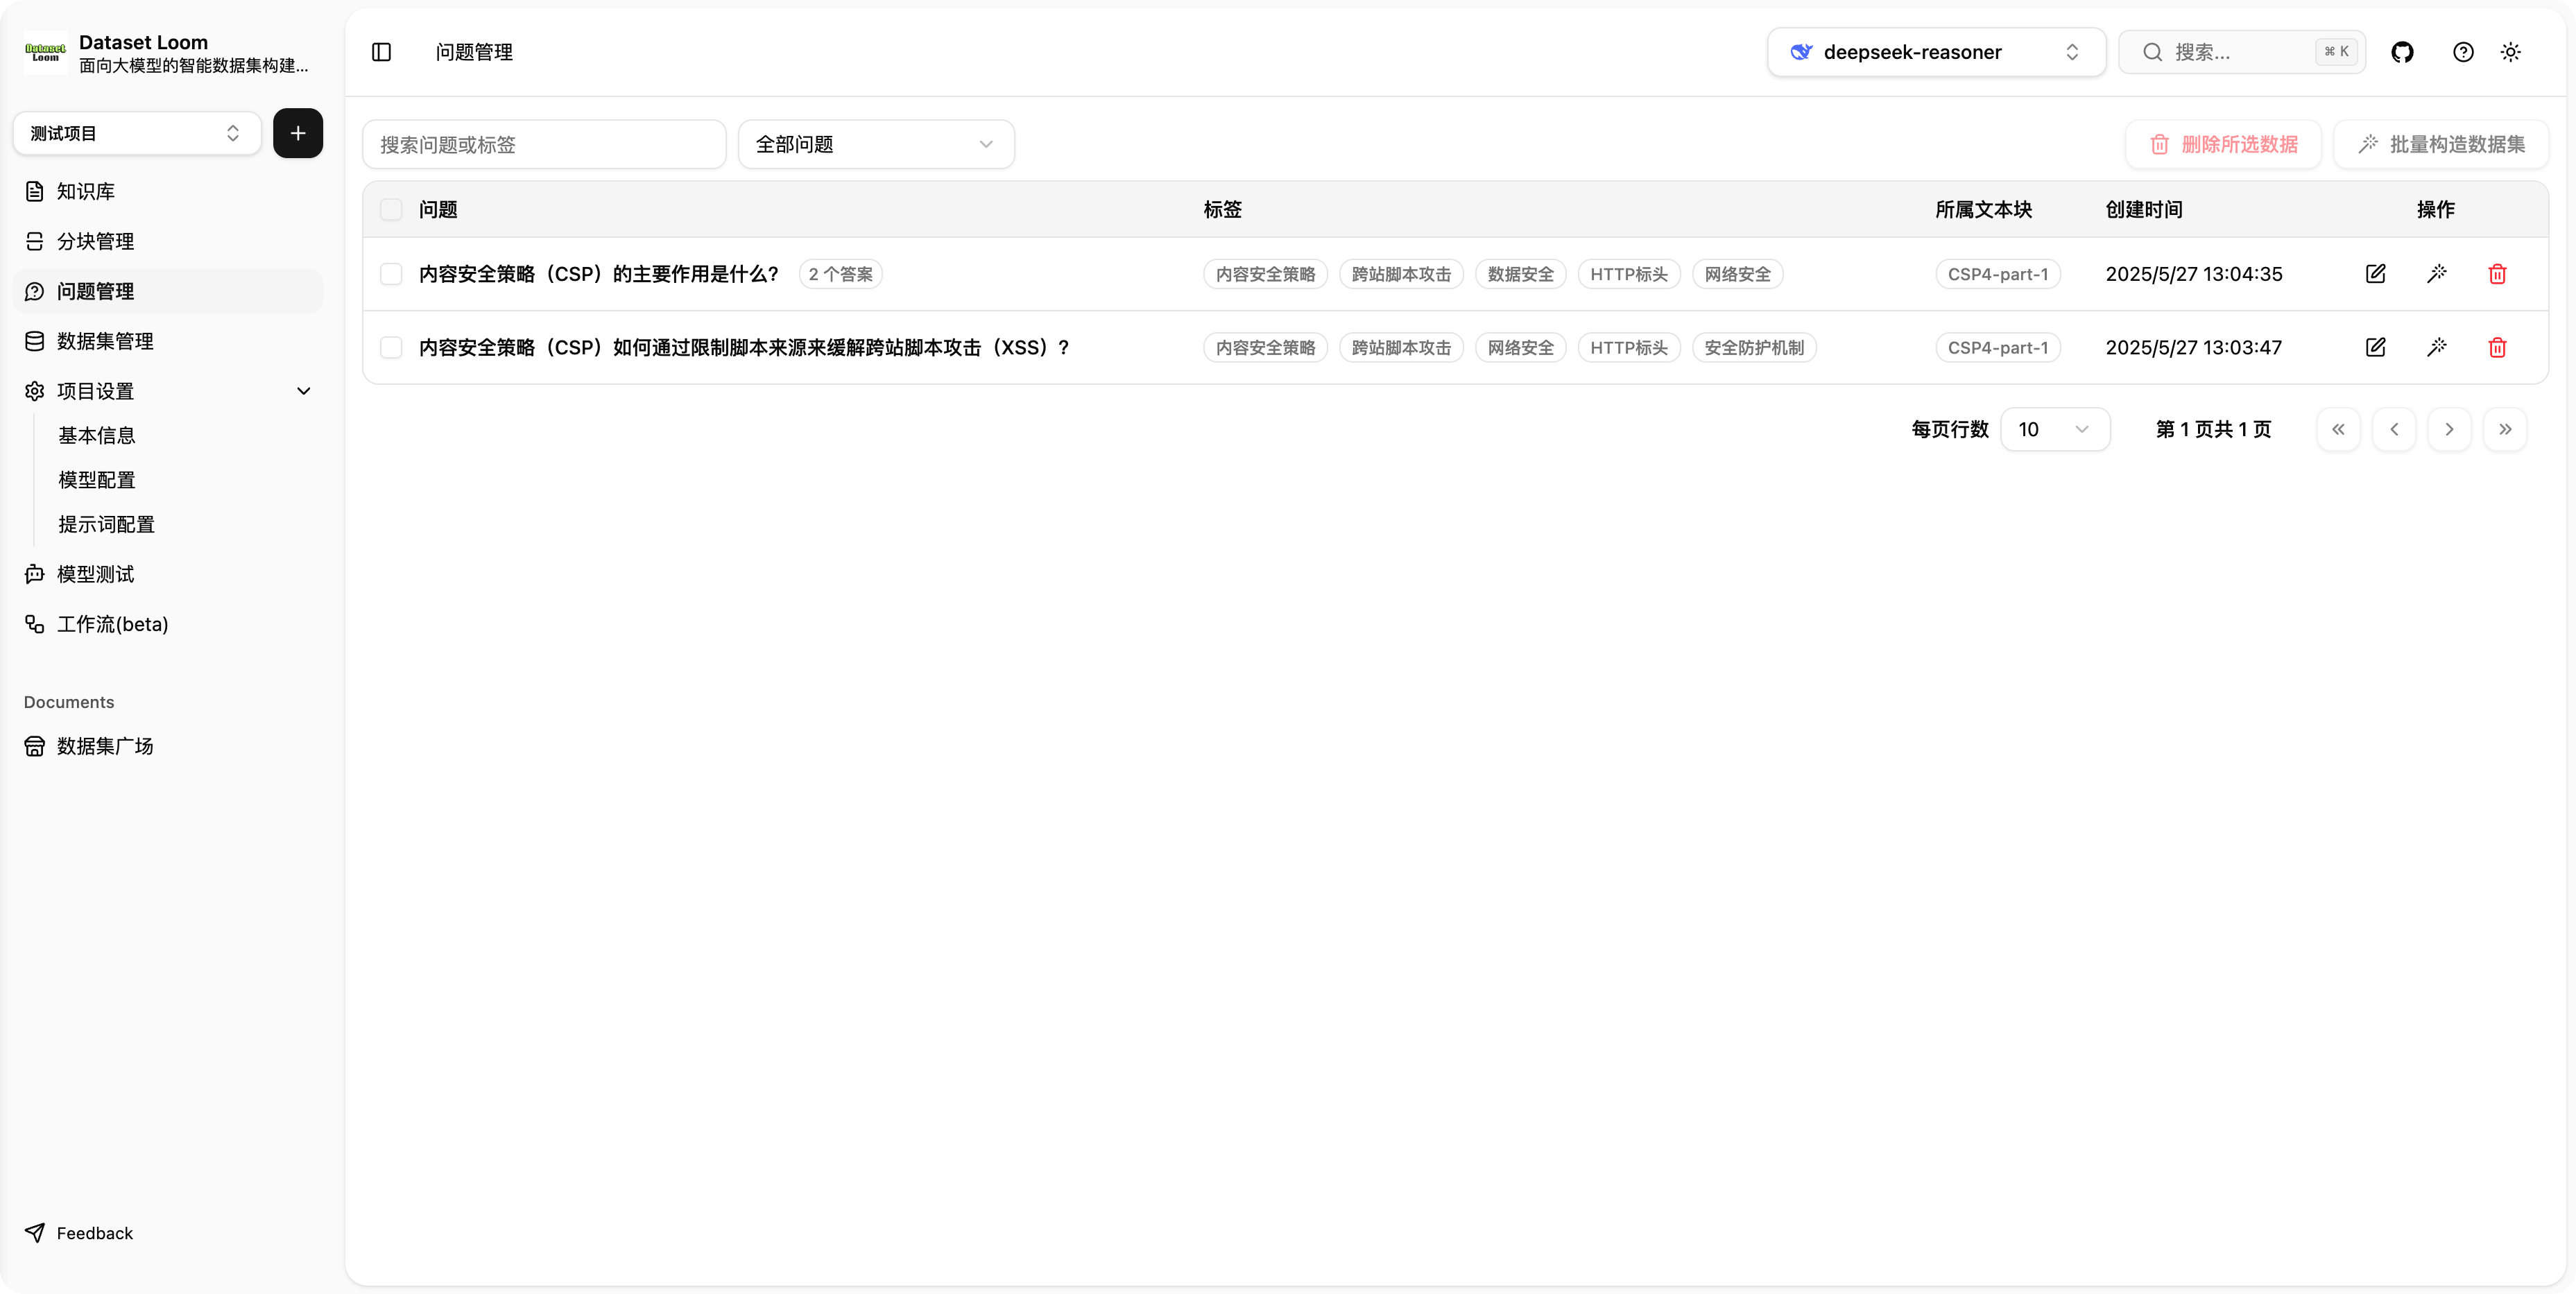 Dataset Loom
Dataset Loom
面向大模型的智能数据集构建...
测试项目
知识库
分块管理
问题管理
数据集管理
项目设置
基本信息
模型配置
提示词配置
模型测试
工作流(beta)
Documents
数据集广场
Feedback
问题管理
deepseek-reasoner
搜索...
⌘ K
搜索问题或标签
全部问题
删除所选数据
批量构造数据集
问题 标签 所属文本块 创建时间 操作
内容安全策略（CSP）的主要作用是什么? 2 个答案 内容安全策略 跨站脚本攻击 数据安全 HTTP标头 网络安全 CSP4-part-1 2025/5/27 13:04:35
内容安全策略（CSP）如何通过限制脚本来源来缓解跨站脚本攻击（XSS）? 内容安全策略 跨站脚本攻击 网络安全 HTTP标头 安全防护机制 CSP4-part-1 2025/5/27 13:03:47
每页行数 10 第 1 页共 1 页